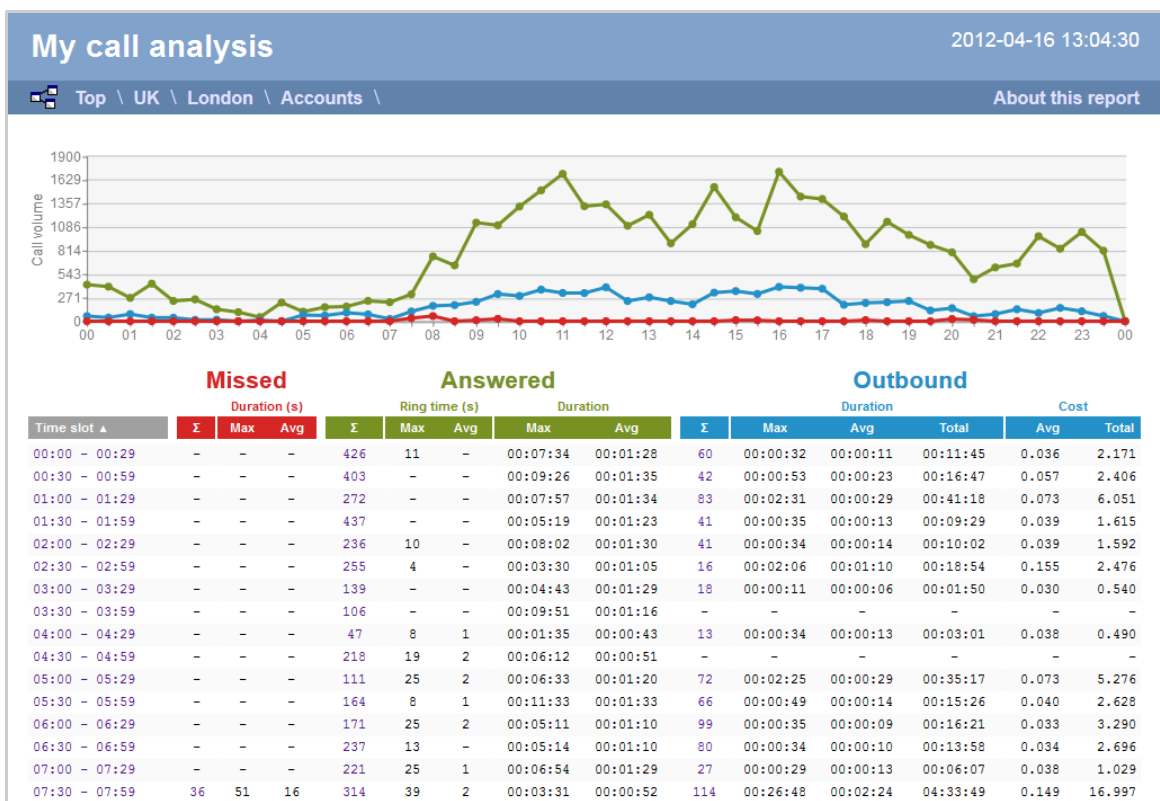 My call analysis 2012-04-16 13:04:30
Top \ UK \ London \ Accounts \ About this report
1900
1629
1357
1086
814
543
271
0
Call volume
00 01 02 03 04 05 06 07 08 09 10 11 12 13 14 15 16 17 18 19 20 21 22 23 00
Missed Answered Outbound
Duration (s) Ring time (s) Duration Duration Cost
Time slot ▲ Σ Max Avg Σ Max Avg Max Avg Σ Max Avg Total Avg Total
00:00 - 00:29 - - - 426 11 - 00:07:34 00:01:28 60 00:00:32 00:00:11 00:11:45 0.036 2.171
00:30 - 00:59 - - - 403 - - 00:09:26 00:01:35 42 00:00:53 00:00:23 00:16:47 0.057 2.406
01:00 - 01:29 - - - 272 - - 00:07:57 00:01:34 83 00:02:31 00:00:29 00:41:18 0.073 6.051
01:30 - 01:59 - - - 437 - - 00:05:19 00:01:23 41 00:00:35 00:00:13 00:09:29 0.039 1.615
02:00 - 02:29 - - - 236 10 - 00:08:02 00:01:30 41 00:00:34 00:00:14 00:10:02 0.039 1.592
02:30 - 02:59 - - - 255 4 - 00:03:30 00:01:05 16 00:02:06 00:01:10 00:18:54 0.155 2.476
03:00 - 03:29 - - - 139 - - 00:04:43 00:01:29 18 00:00:11 00:00:06 00:01:50 0.030 0.540
03:30 - 03:59 - - - 106 - - 00:09:51 00:01:16 - - - - - -
04:00 - 04:29 - - - 47 8 1 00:01:35 00:00:43 13 00:00:34 00:00:13 00:03:01 0.038 0.490
04:30 - 04:59 - - - 218 19 2 00:06:12 00:00:51 - - - - - -
05:00 - 05:29 - - - 111 25 2 00:06:33 00:01:20 72 00:02:25 00:00:29 00:35:17 0.073 5.276
05:30 - 05:59 - - - 164 8 1 00:11:33 00:01:33 66 00:00:49 00:00:14 00:15:26 0.040 2.628
06:00 - 06:29 - - - 171 25 2 00:05:11 00:01:10 99 00:00:35 00:00:09 00:16:21 0.033 3.290
06:30 - 06:59 - - - 237 13 - 00:05:14 00:01:10 80 00:00:34 00:00:10 00:13:58 0.034 2.696
07:00 - 07:29 - - - 221 25 1 00:06:54 00:01:29 27 00:00:29 00:00:13 00:06:07 0.038 1.029
07:30 - 07:59 36 51 16 314 39 2 00:03:31 00:00:52 114 00:26:48 00:02:24 04:33:49 0.149 16.997